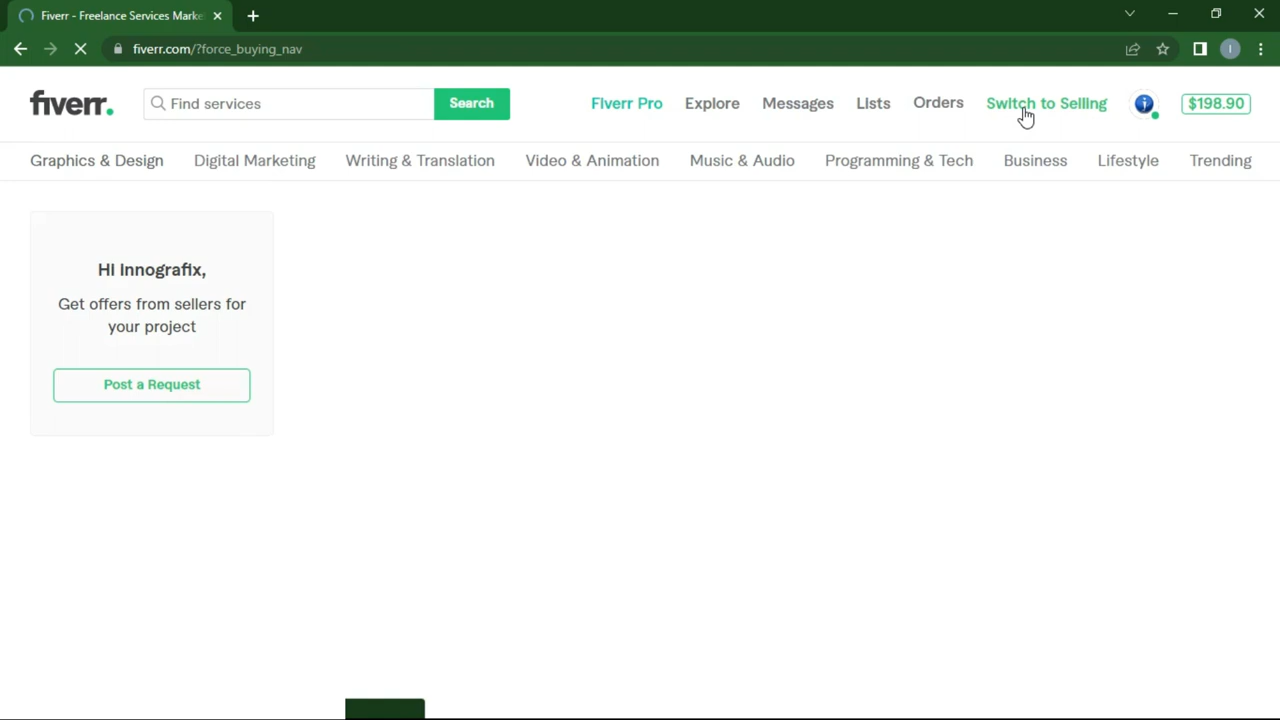 Fiverr - Freelance Services Marke
fiverr.com/?force_buying_nav
fiverr.
Find services
Search
Fiverr Pro
Explore
Messages
Lists
Orders
Switch to Selling
$198.90
Graphics & Design
Digital Marketing
Writing & Translation
Video & Animation
Music & Audio
Programming & Tech
Business
Lifestyle
Trending
Hi innografix,
Get offers from sellers for
your project
Post a Request